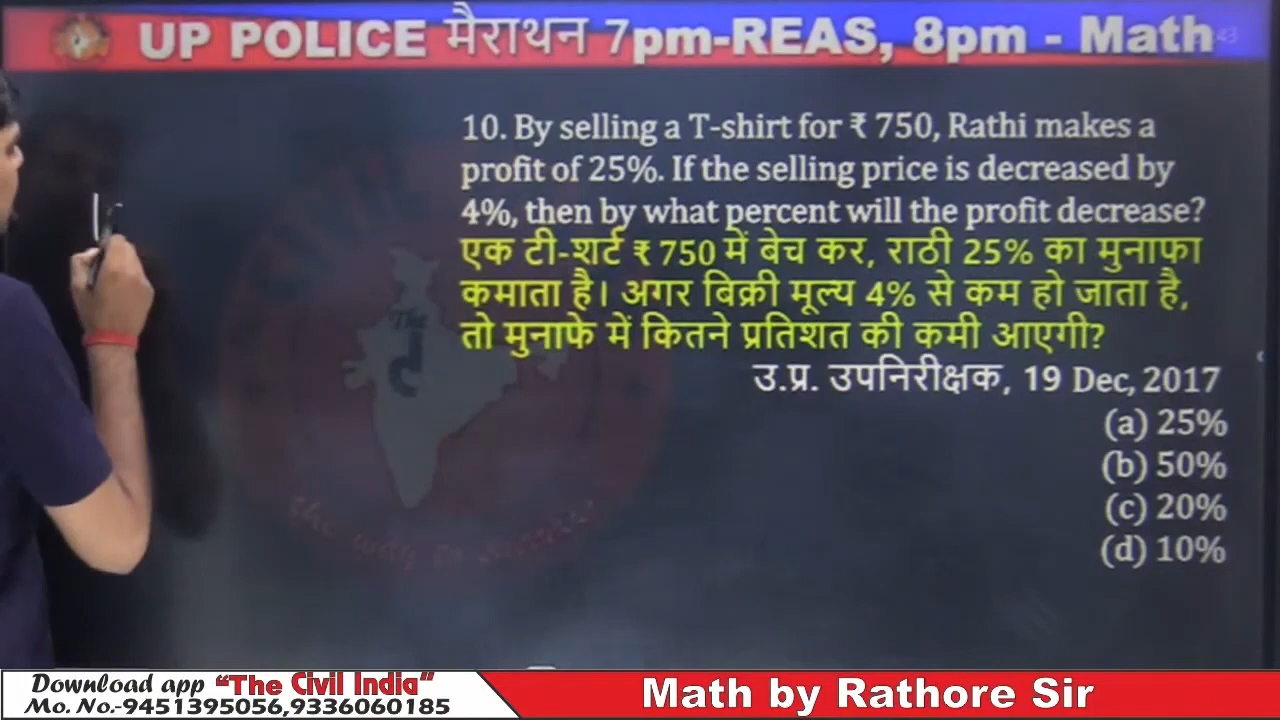 UP POLICE मैराथन 7pm-REAS, 8pm - Math
10. By selling a T-shirt for ₹ 750, Rathi makes a
profit of 25%. If the selling price is decreased by
4%, then by what percent will the profit decrease?
एक टी-शर्ट ₹ 750 में बेच कर, राठी 25% का मुनाफा
कमाता है। अगर बिक्री मूल्य 4% से कम हो जाता है,
तो मुनाफे में कितने प्रतिशत की कमी आएगी?
उ.प्र. उपनिरीक्षक, 19 Dec, 2017
(a) 25%
(b) 50%
(c) 20%
(d) 10%
Download app “The Civil India”
Mo. No.-9451395056,9336060185
Math by Rathore Sir